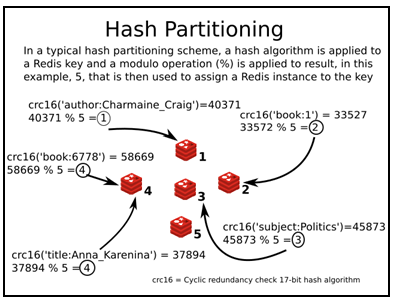 Hash Partitioning
In a typical hash partitioning scheme, a hash algorithm is applied to
a Redis key and a modulo operation (%) is applied to result, in this
example, 5, that is then used to assign a Redis instance to the key
crc16('author:Charmaine_Craig')=40371
40371 % 5 =1
crc16('book:1') = 33527
33572 % 5 =2
crc16('book:6778') = 58669
58669 % 5 =4
1
2
3
4
5
crc16('subject:Politics')=45873
45873 % 5 =3
crc16('title:Anna_Karenina') = 37894
37894 % 5 =4
crc16 = Cyclic redundancy check 17-bit hash algorithm